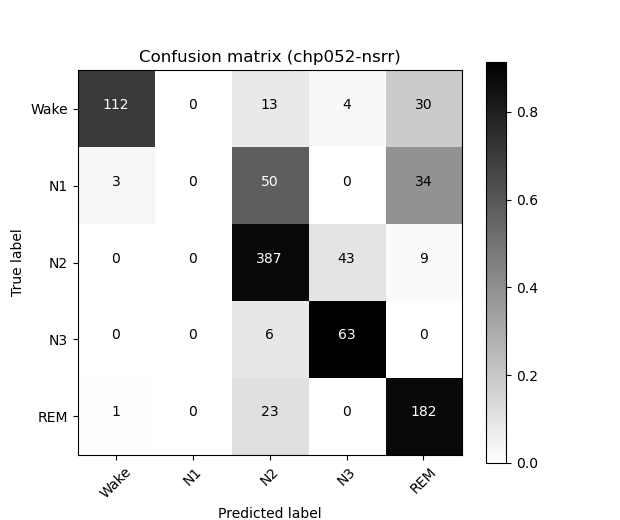 Confusion matrix (chp052-nsrr)
Wake 112 0 13 4 30
N1 3 0 50 0 34
N2 0 0 387 43 9
N3 0 0 6 63 0
REM 1 0 23 0 182
Wake N1 N2 N3 REM
Predicted label
True label
0.8
0.6
0.4
0.2
0.0